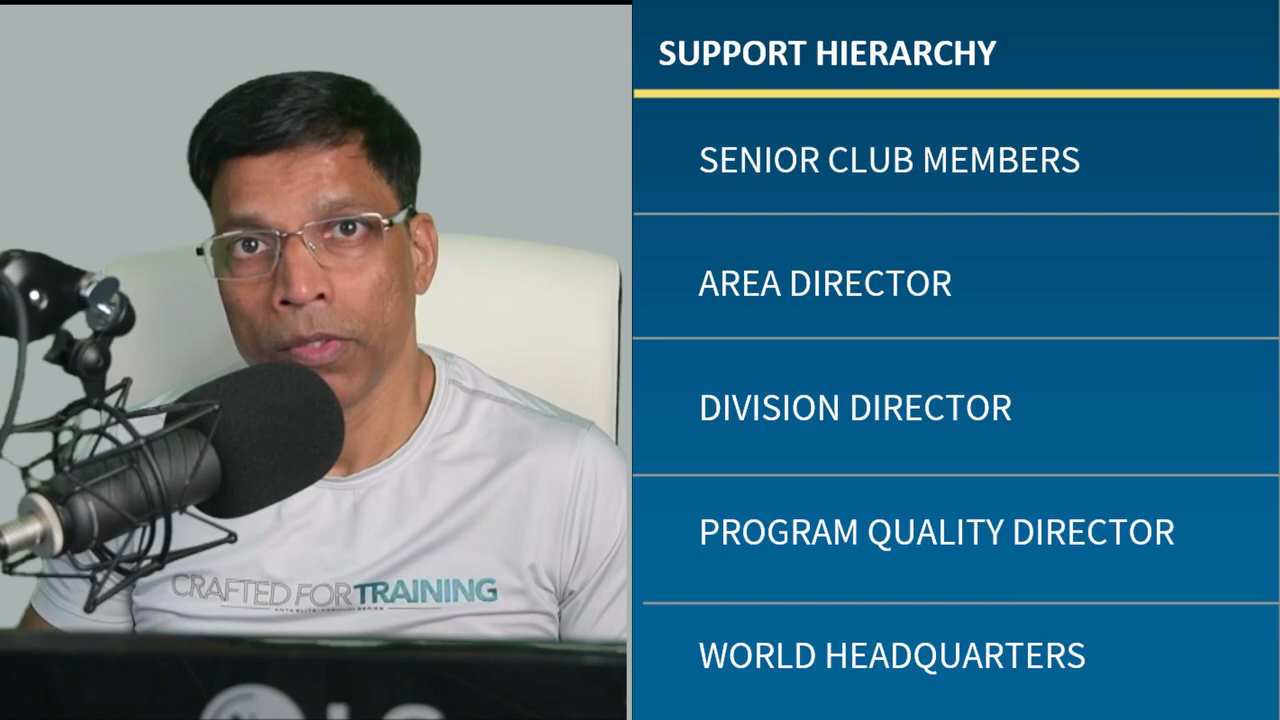 SUPPORT HIERARCHY
SENIOR CLUB MEMBERS
AREA DIRECTOR
DIVISION DIRECTOR
PROGRAM QUALITY DIRECTOR
WORLD HEADQUARTERS
CRAFTED FOR TRAINING